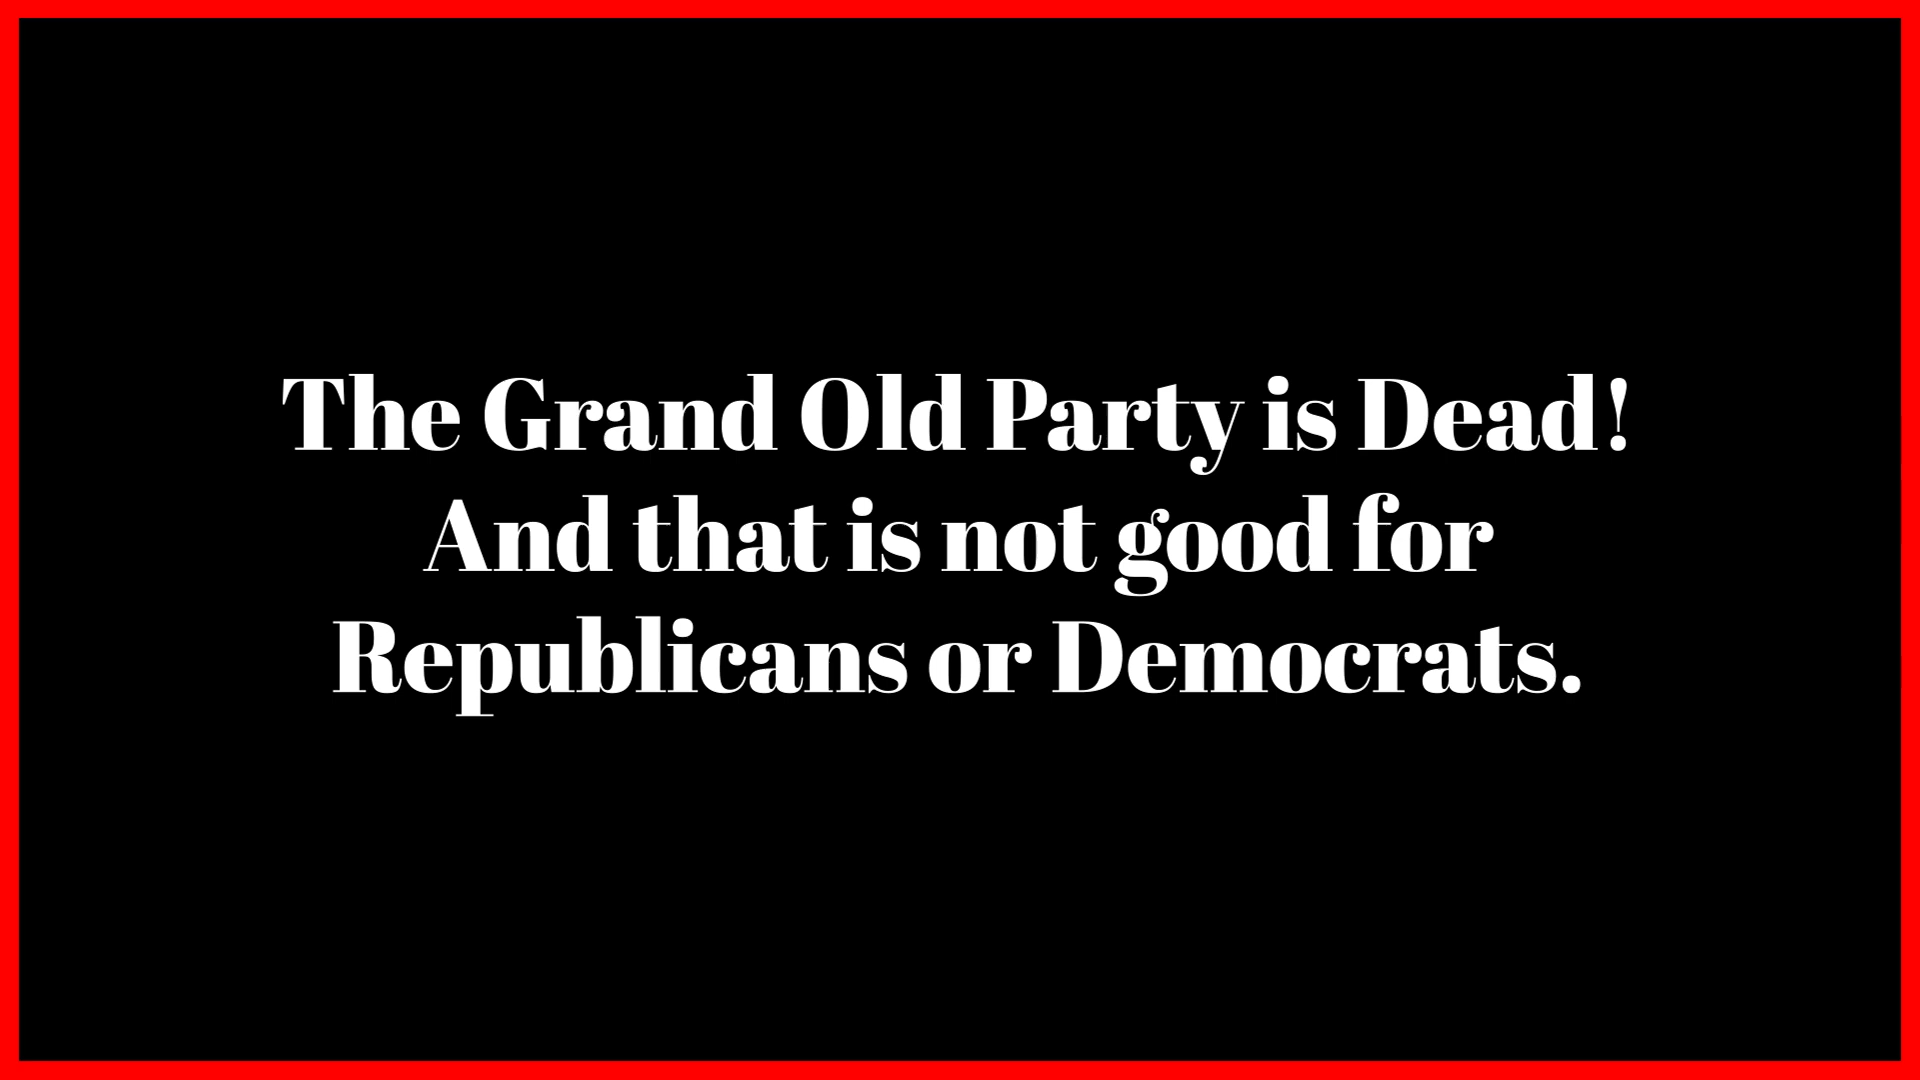 The Grand Old Party is Dead!
And that is not good for
Republicans or Democrats.